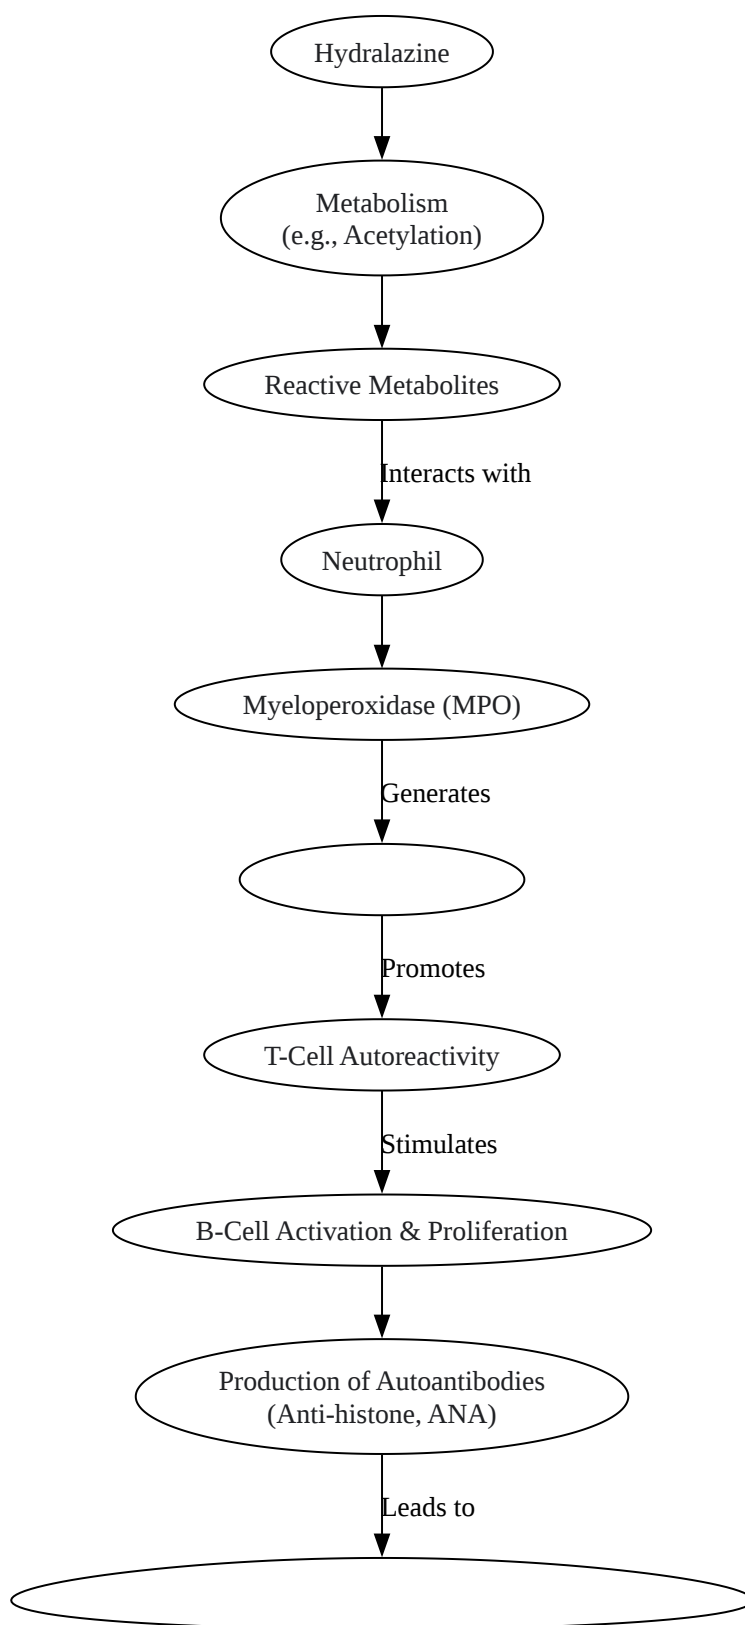 Hydralazine
Metabolism
(e.g., Acetylation)
Reactive Metabolites
Interacts with
Neutrophil
Myeloperoxidase (MPO)
Generates
Promotes
T-Cell Autoreactivity
Stimulates
B-Cell Activation & Proliferation
Production of Autoantibodies
(Anti-histone, ANA)
Leads to